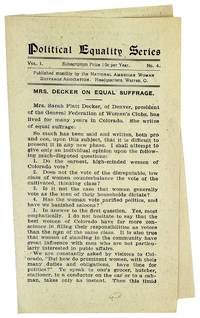 Political Equality Series
VOL. 1. Subscription Price 10c per Year. No. 4.
Published monthly by the NATIONAL AMERICAN WOMAN
SUFFRAGE ASSOCIATION. Headquarters, Warren, O.
MRS. DECKER ON EQUAL SUFFRAGE.
Mrs. Sarah Platt Decker, of Denver, president
of the General Federation of Women's Clubs, has
lived for many years in Colorado. She writes
of equal suffrage:
So much has been said and written, both pro
and con, upon this subject, that it is difficult to
present it in any new phase. I shall attempt to
give only an individual opinion upon the follow-
ing much-disputed questions:
1. Do the earnest, high-minded women of
Colorado vote?
2. Does not the vote of the disreputable, low
class of women counterbalance the vote of the
cultivated, thinking class?
3. Is it not the case that women generally
vote as the men of their households dictate?
4. Has the woman vote purified politics, and
have we banished saloons?
1. In answer to the first question, Yes, most
emphatically. I do not hesitate to say that the
best women of Colorado have far more con-
science in filling their responsibilities as voters
than the men of the same class. It is also true
that women of standing in the community have
great influence with men who are not particu-
larly interested in public affairs.
We are constantly asked by visitors to Colo-
rado, "But how do prominent women, with their
many duties and obligations, have time for
politics?" To speak to one's grocer, butcher,
stationer, to a conductor on the car or to a cab-
man, takes only an instant. Then this timid